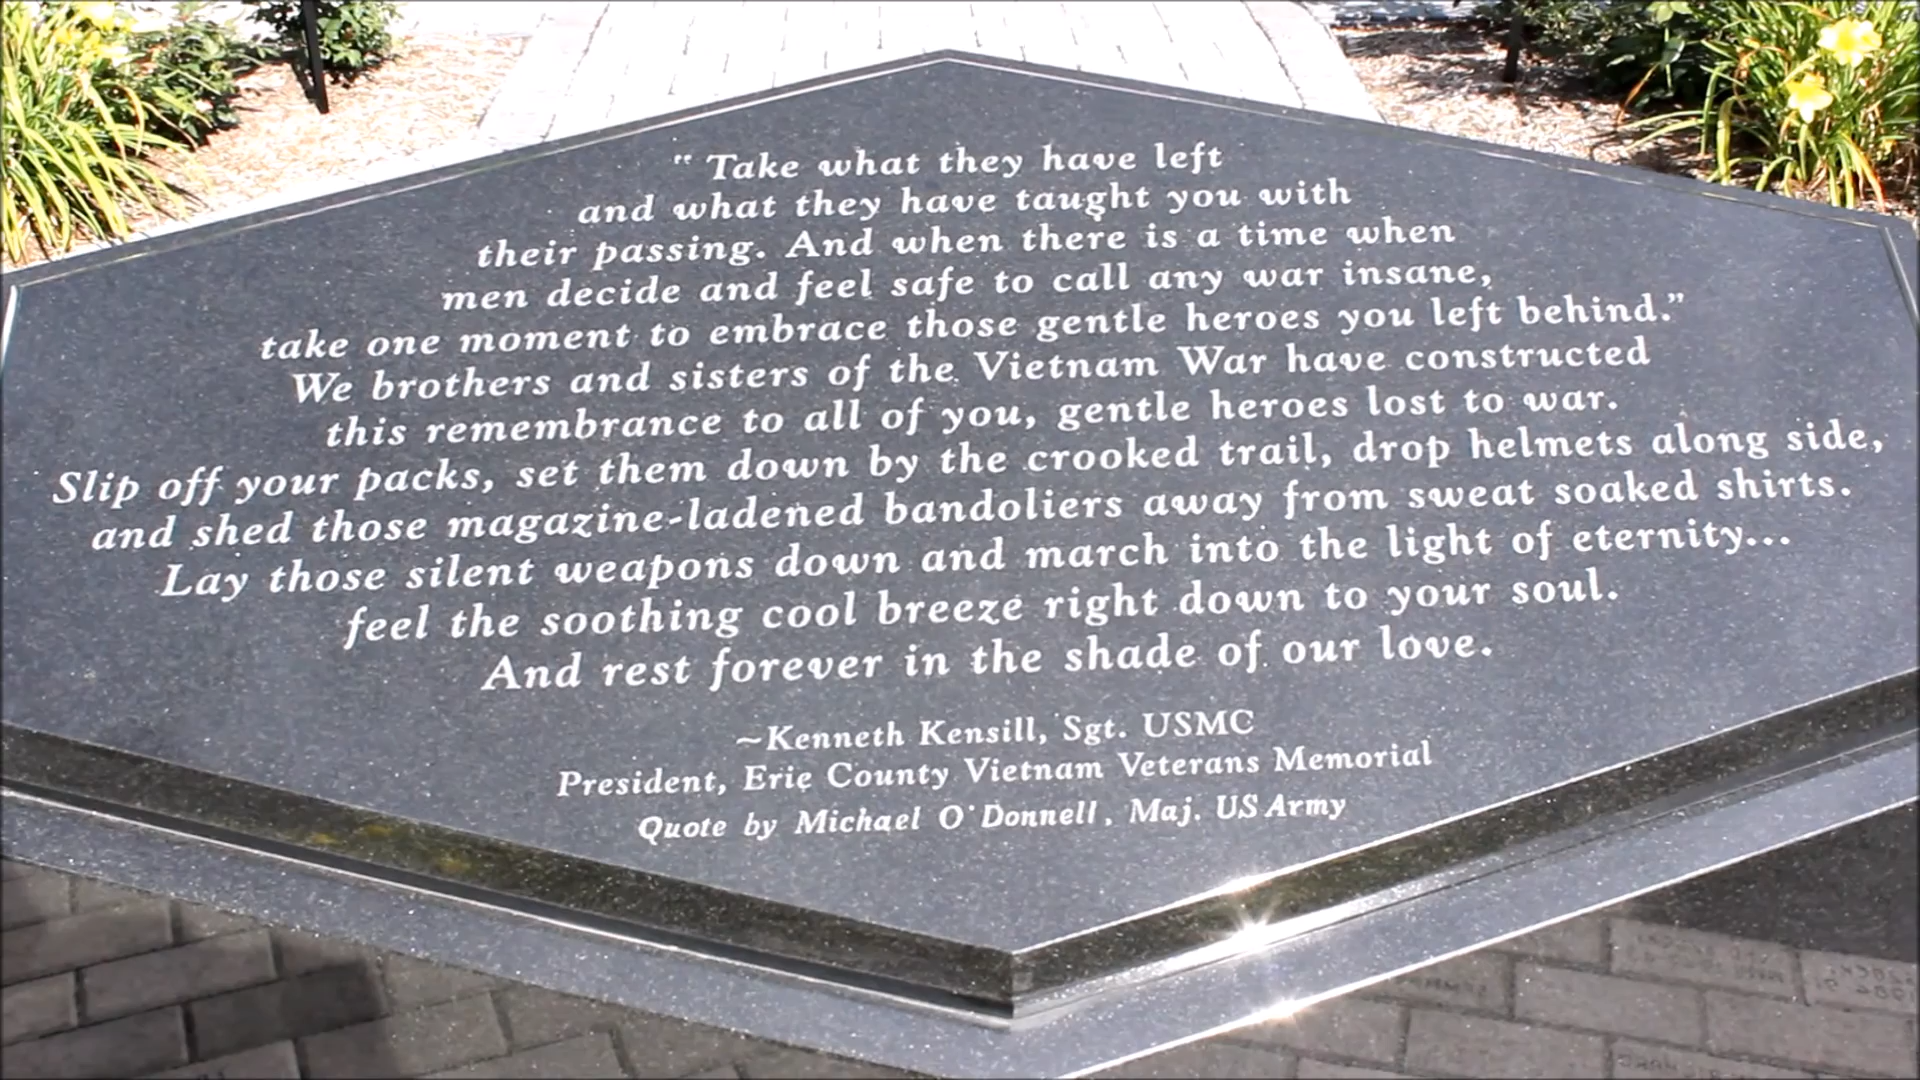 " Take what they have left
and what they have taught you with
their passing. And when there is a time when
men decide and feel safe to call any war insane,
take one moment to embrace those gentle heroes you left behind.”
We brothers and sisters of the Vietnam War have constructed
this remembrance to all of you, gentle heroes lost to war.
Slip off your packs, set them down by the crooked trail, drop helmets along side,
and shed those magazine-ladened bandoliers away from sweat soaked shirts.
Lay those silent weapons down and march into the light of eternity...
feel the soothing cool breeze right down to your soul.
And rest forever in the shade of our love.
~Kenneth Kensill, Sgt. USMC
President, Erie County Vietnam Veterans Memorial
Quote by Michael O'Donnell, Maj. US Army